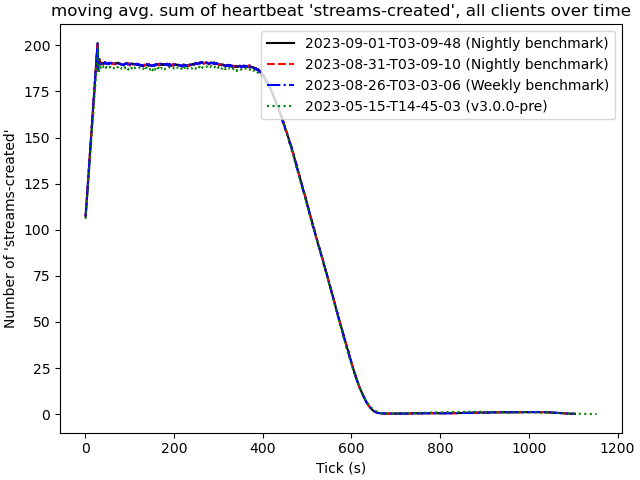 moving avg. sum of heartbeat 'streams-created', all clients over time
2023-09-01-T03-09-48 (Nightly benchmark)
2023-08-31-T03-09-10 (Nightly benchmark)
2023-08-26-T03-03-06 (Weekly benchmark)
2023-05-15-T14-45-03 (v3.0.0-pre)
Number of 'streams-created'
200
175
150
125
100
75
50
25
0
0
200
400
600
800
1000
1200
Tick (s)